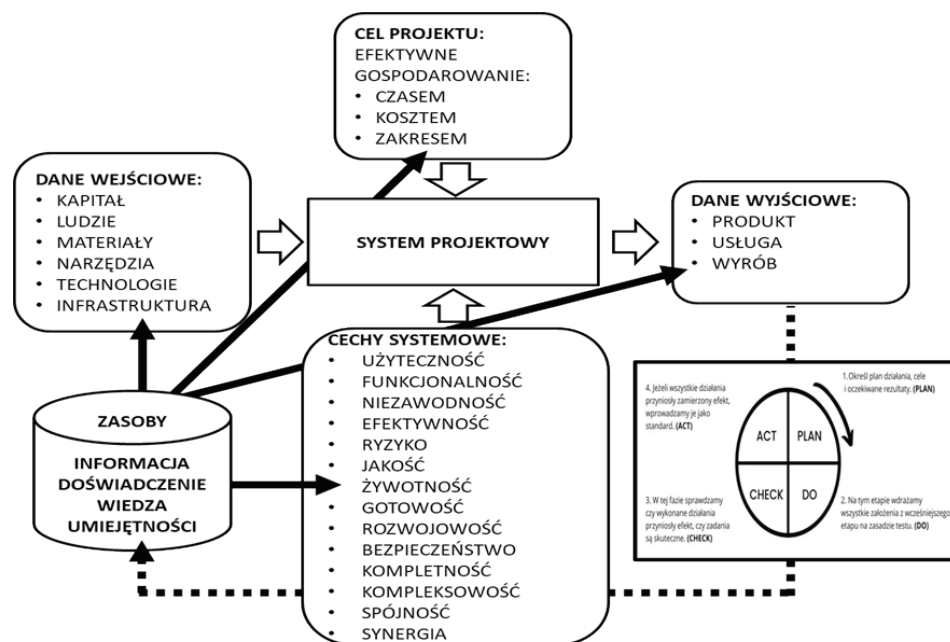 CEL PROJEKTU:
EFEKTYWNE
GOSPODAROWANIE:
• CZASEM
• KOSZTEM
• ZAKRESEM
DANE WEJŚCIOWE:
• KAPITAŁ
• LUDZIE
• MATERIAŁY
• NARZĘDZIA
• TECHNOLOGIE
• INFRASTRUKTURA
SYSTEM PROJEKTOWY
DANE WYJŚCIOWE:
• PRODUKT
• USŁUGA
• WYRÓB
CECHY SYSTEMOWE:
• UŻYTECZNOŚĆ
• FUNKCJONALNOŚĆ
• NIEZAWODNOŚĆ
• EFEKTYWNOŚĆ
• RYZYKO
• JAKOŚĆ
• ŻYWOTNOŚĆ
• GOTOWOŚĆ
• ROZWOJOWOŚĆ
• BEZPIECZEŃSTWO
• KOMPLETNOŚĆ
• KOMPLEKSOWOŚĆ
• SPÓJNOŚĆ
• SYNERGIA
ZASOBY
INFORMACJA
DOŚWIADCZENIE
WIEDZA
UMIEJĘTNOŚCI
4. Jeżeli wszystkie działania
przyniosły zamierzony efekt,
wprowadzamy je jako
standard. (ACT)
1.Określ plan działania, cele
i oczekiwane rezultaty. (PLAN)
ACT
PLAN
CHECK
DO
3. W tej fazie sprawdzamy
czy wykonane działania
przyniosły efekt, czy zadania
są skuteczne. (CHECK)
2. Na tym etapie wdrażamy
wszystkie założenia z wcześniejszego
etapu na zasadzie testu. (DO)